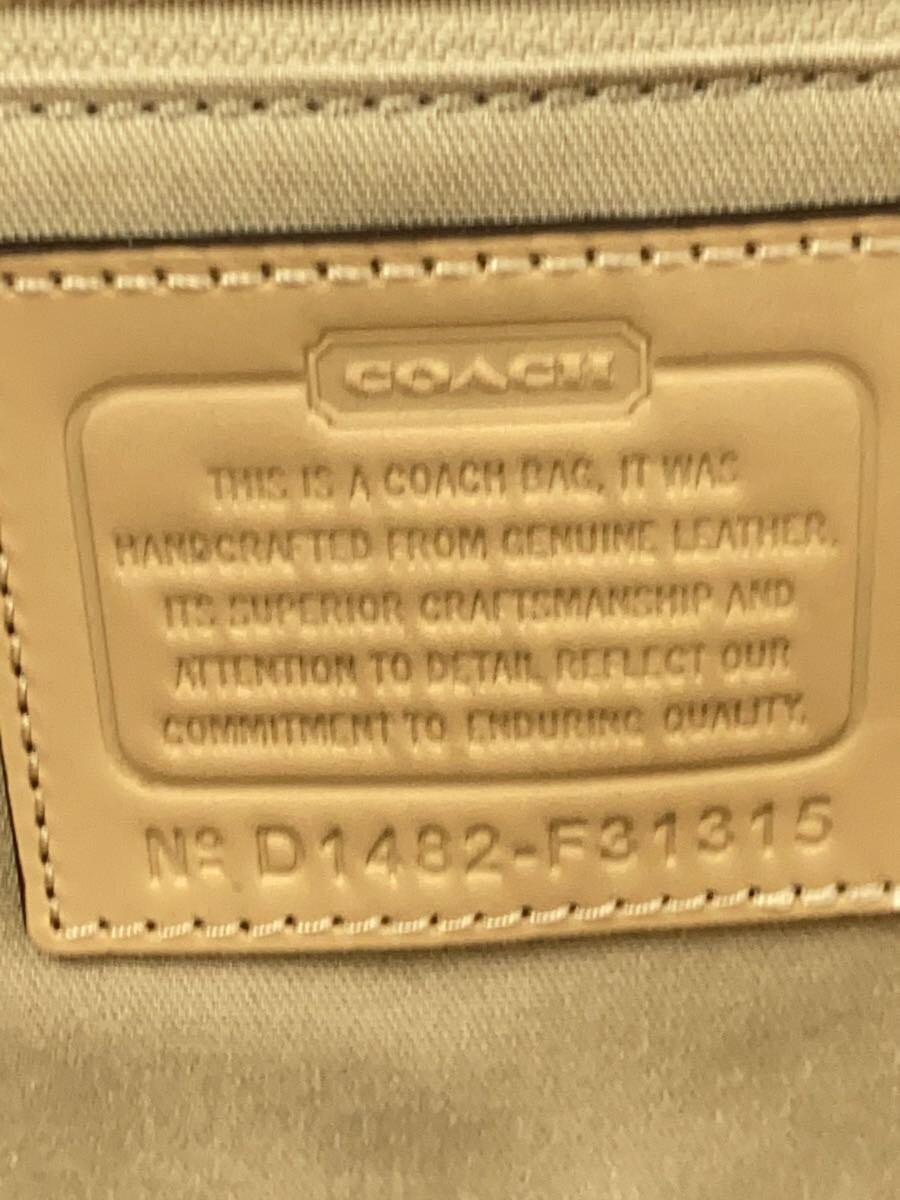 COACH
THIS IS A COACH BAG. IT WAS
HANDCRAFTED FROM GENUINE LEATHER.
ITS SUPERIOR CRAFTSMANSHIP AND
ATTENTION TO DETAIL REFLECT OUR
COMMITMENT TO ENDURING QUALITY.
Nº D1482-F31315